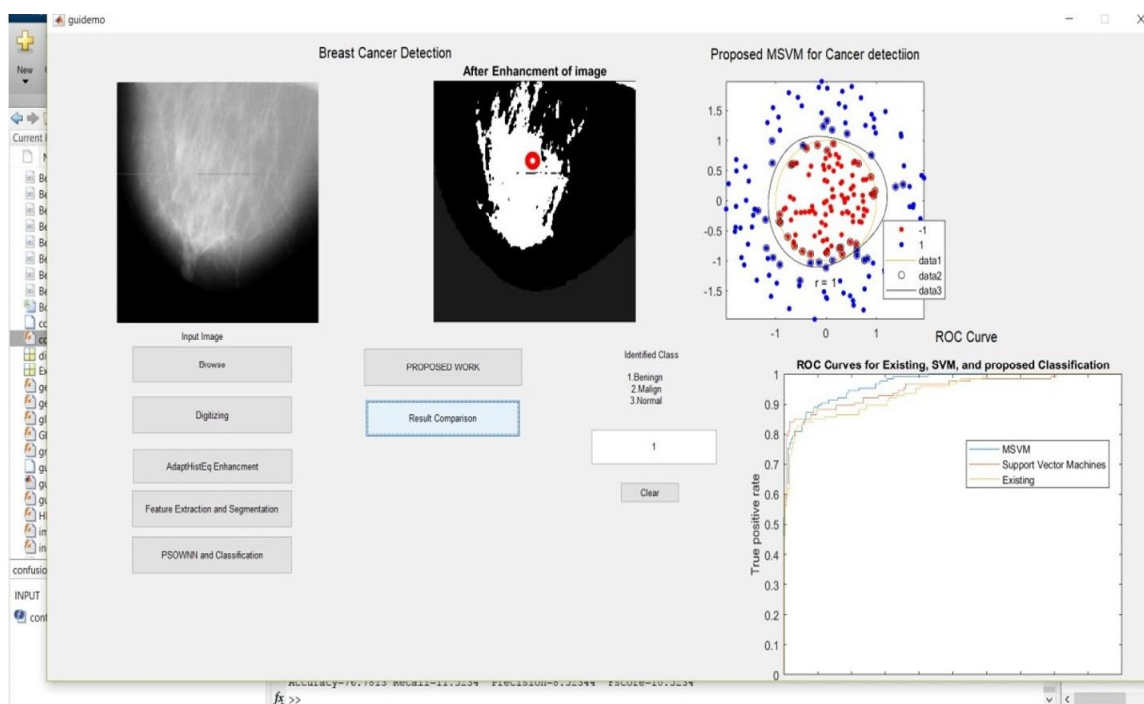 guidemo
New
Current
Breast Cancer Detection
After Enhancment of image
Proposed MSVM for Cancer detectiion
1.5
1
0.5
0
-0.5
-1
-1.5
-1
0
1
-1
1
data1
data2
data3
r = 1
Input Image
Browse
Digitizing
AdaptHistEq Enhancment
Feature Extraction and Segmentation
PSOWNN and Classification
PROPOSED WORK
Result Comparison
Identified Class
1.Beningn
2.Malign
3.Normal
1
Clear
ROC Curve
ROC Curves for Existing, SVM, and proposed Classification
True positive rate
1
0.9
0.8
0.7
0.6
0.5
0.4
0.3
0.2
0.1
0
MSVM
Support Vector Machines
Existing
confusio
INPUT
fx >>